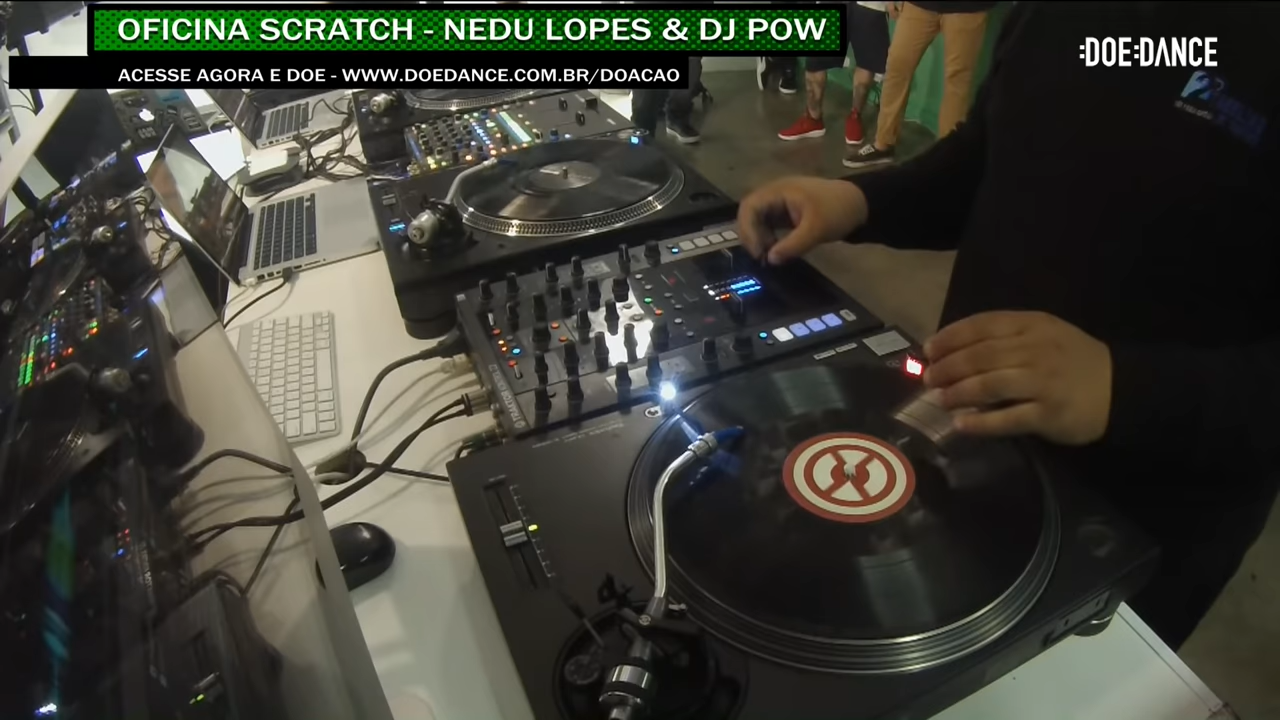 OFICINA SCRATCH - NEDU LOPES & DJ POW
:DOE:DANCE
ACESSE AGORA E DOE - WWW.DOEDANCE.COM.BR/DOACAO